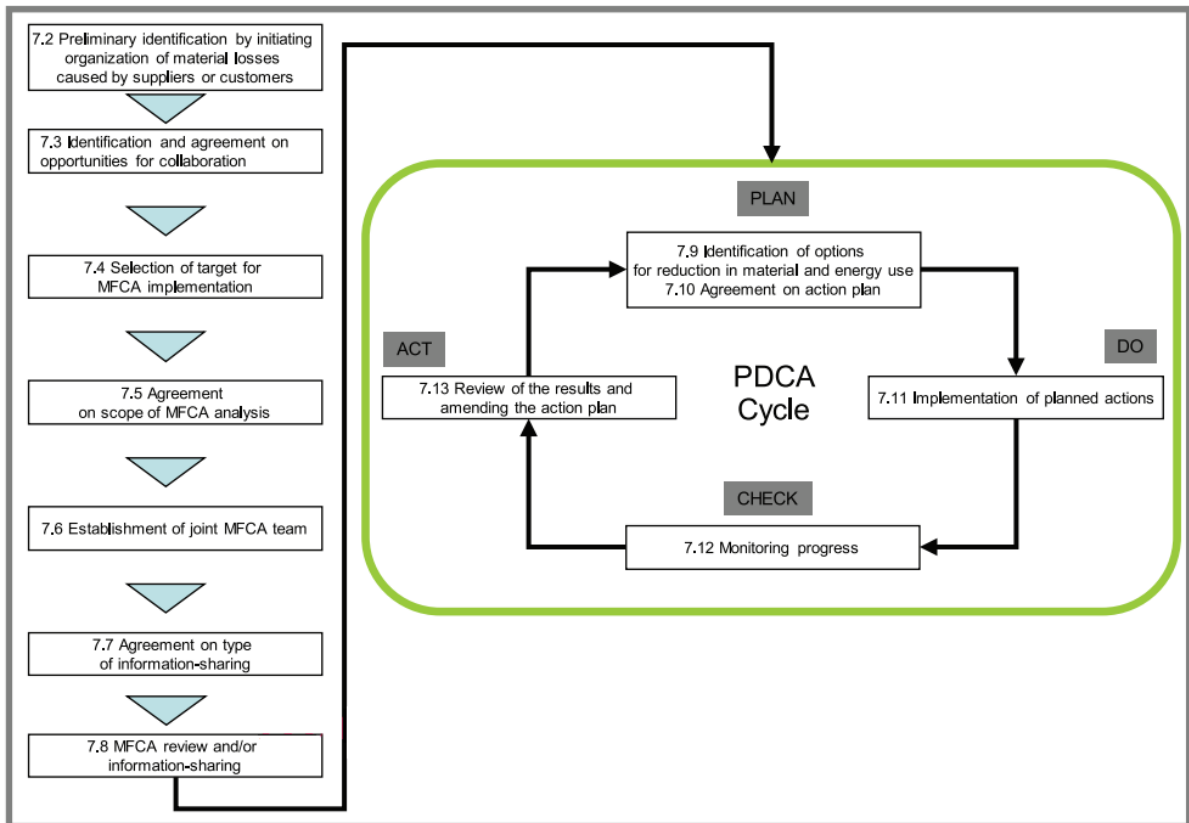 7.2 Preliminary identification by initiating
organization of material losses
caused by suppliers or customers
7.3 Identification and agreement on
opportunities for collaboration
7.4 Selection of target for
MFCA implementation
7.5 Agreement
on scope of MFCA analysis
7.6 Establishment of joint MFCA team
7.7 Agreement on type
of information-sharing
7.8 MFCA review and/or
information-sharing
PLAN
7.9 Identification of options
for reduction in material and energy use
7.10 Agreement on action plan
ACT
DO
7.13 Review of the results and
amending the action plan
PDCA
Cycle
7.11 Implementation of planned actions
CHECK
7.12 Monitoring progress